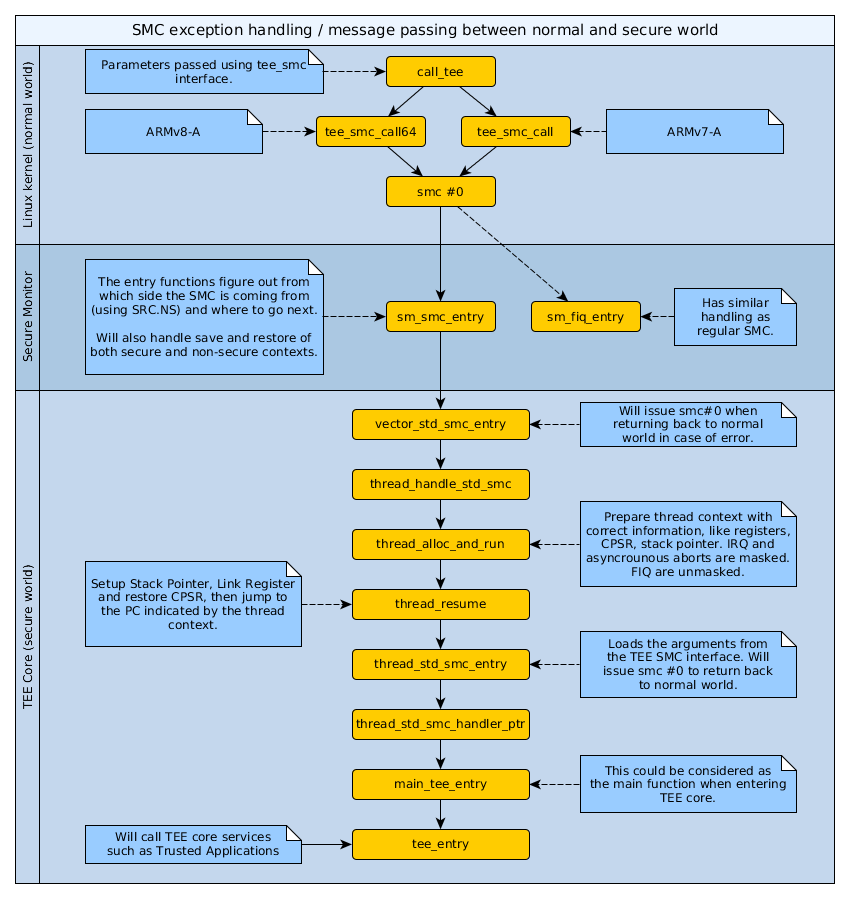 SMC exception handling / message passing between normal and secure world
Linux kernel (normal world)
Parameters passed using tee_smc
interface.
call_tee
ARMv8-A
tee_smc_call64
tee_smc_call
ARMv7-A
smc #0
Secure Monitor
The entry functions figure out from
which side the SMC is coming from
(using SRC.NS) and where to go next.
Will also handle save and restore of
both secure and non-secure contexts.
sm_smc_entry
sm_fiq_entry
Has similar
handling as
regular SMC.
TEE Core (secure world)
vector_std_smc_entry
Will issue smc#0 when
returning back to normal
world in case of error.
thread_handle_std_smc
thread_alloc_and_run
Prepare thread context with
correct information, like registers,
CPSR, stack pointer. IRQ and
asyncrounous aborts are masked.
FIQ are unmasked.
Setup Stack Pointer, Link Register
and restore CPSR, then jump to
the PC indicated by the thread
context.
thread_resume
thread_std_smc_entry
Loads the arguments from
the TEE SMC interface. Will
issue smc #0 to return back
to normal world.
thread_std_smc_handler_ptr
main_tee_entry
This could be considered as
the main function when entering
TEE core.
Will call TEE core services
such as Trusted Applications
tee_entry